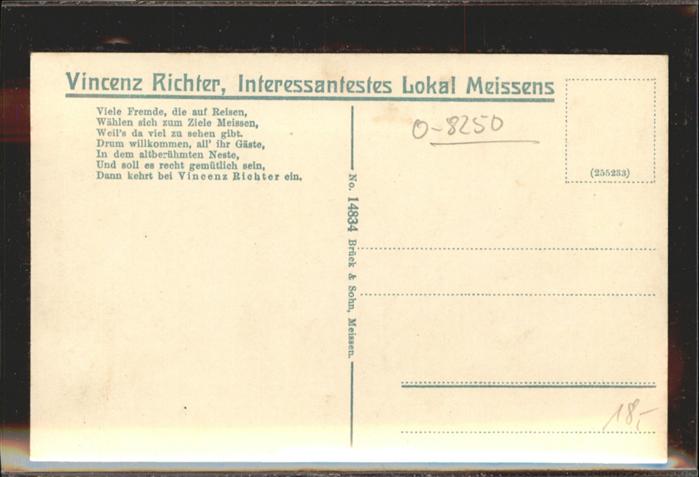 Vincenz Richter, Interessantestes Lokal Meissens
Viele Fremde, die auf Reisen,
Wählen sich zum Ziele Meissen,
Weil's da viel zu sehen gibt.
Drum willkommen, all' ihr Gäste,
In dem altberühmten Neste,
Und soll es recht gemütlich sein,
Dann kehrt bei Vincenz Richter ein.
No. 14834 Brück & Sohn, Meissen.
O-8250
(255233)
18,-